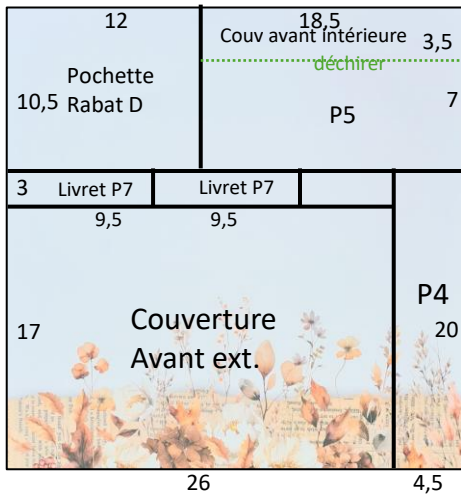 12
18,5
Couv avant intérieure
3,5
déchirer
Pochette
Rabat D
10,5
7
P5
3
Livret P7
Livret P7
9,5
9,5
P4
20
Couverture
Avant ext.
17
26
4,5